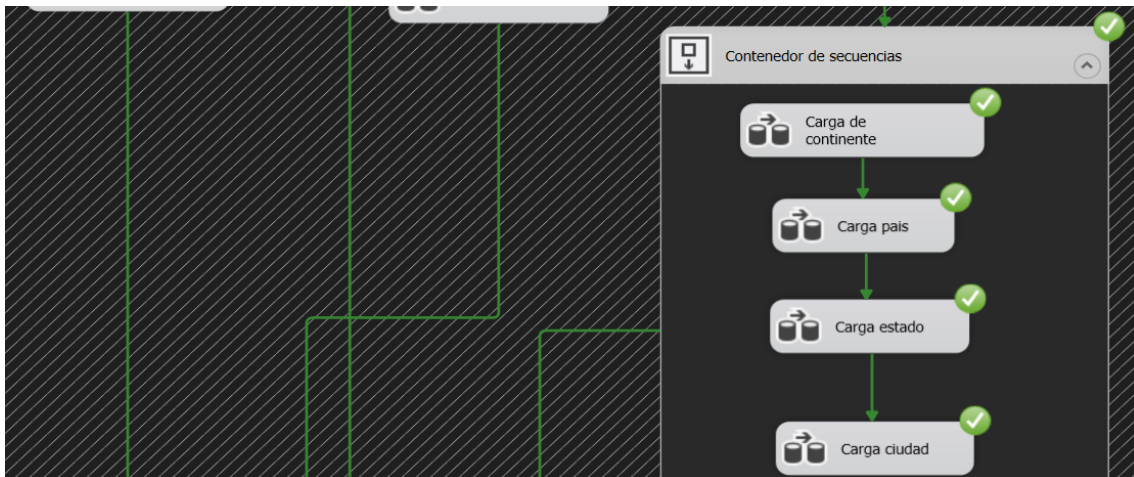 Contenedor de secuencias
Carga de
continente
Carga pais
Carga estado
Carga ciudad